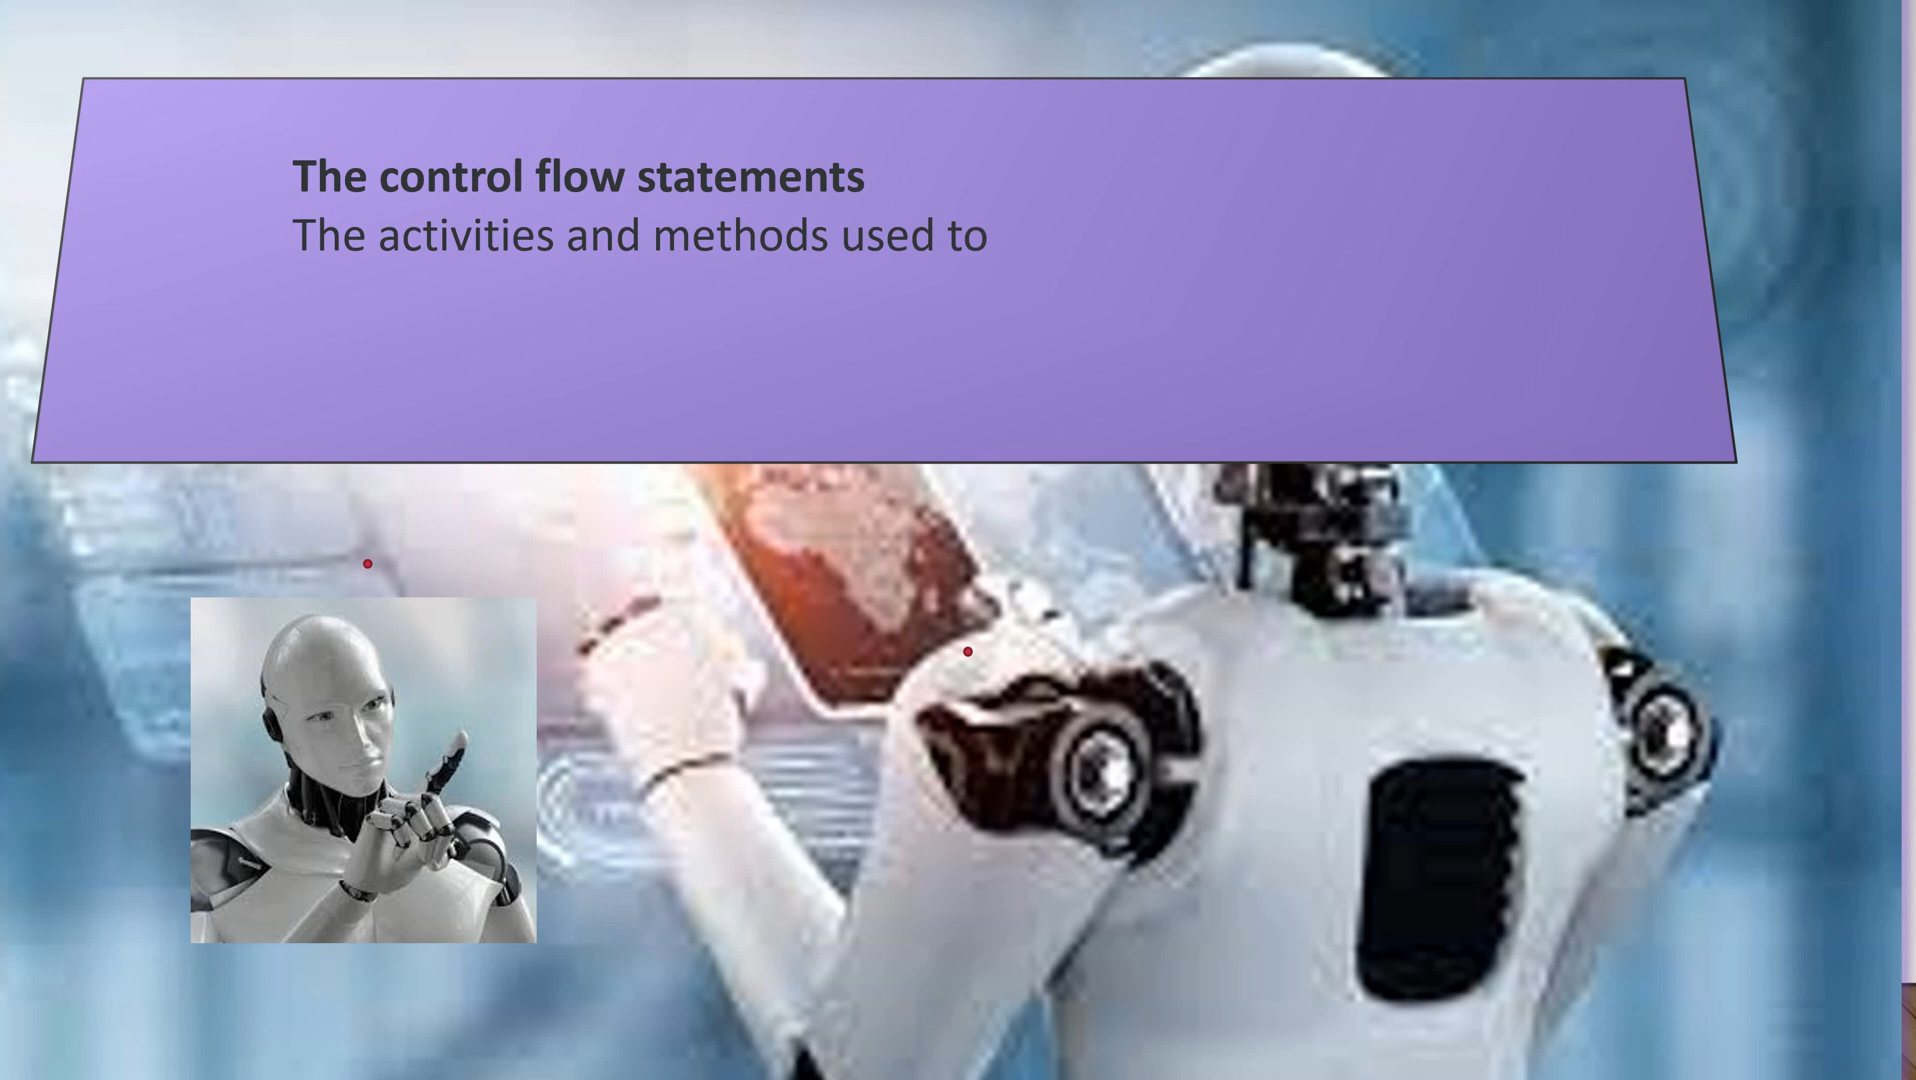 The control flow statements
The activities and methods used to